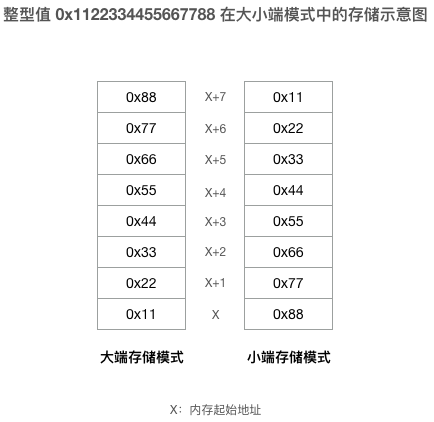 整型值 0x1122334455667788 在大小端模式中的存储示意图
0x88 X+7 0x11
0x77 X+6 0x22
0x66 X+5 0x33
0x55 X+4 0x44
0x44 X+3 0x55
0x33 X+2 0x66
0x22 X+1 0x77
0x11 X 0x88
大端存储模式 小端存储模式
X：内存起始地址